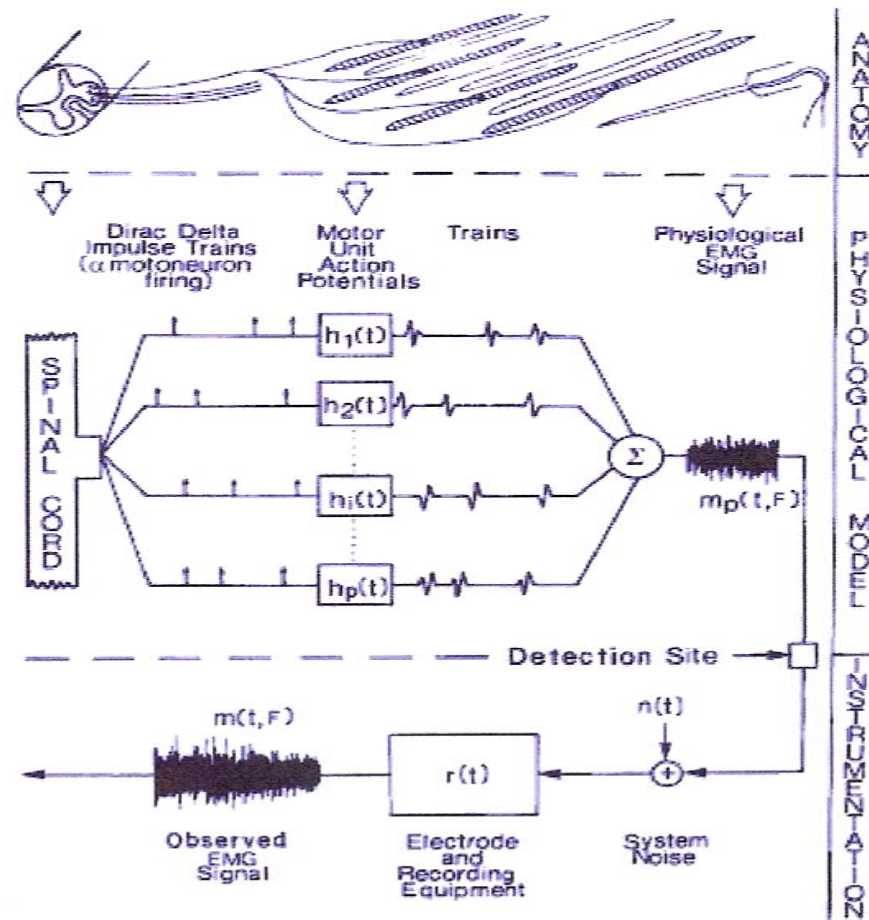 ANATOMY
Dirac Delta
Impulse Trains
(α motoneuron
firing)
Motor
Unit
Action
Potentials
Trains
Physiological
EMG
Signal
PHYSIOLOGICAL MODEL
SPINAL CORD
h1(t)
h2(t)
hi(t)
hp(t)
Σ
mp(t,F)
Detection Site
INSTRUMENTATION
m(t,F)
n(t)
r(t)
+
Observed
EMG
Signal
Electrode
and
Recording
Equipment
System
Noise